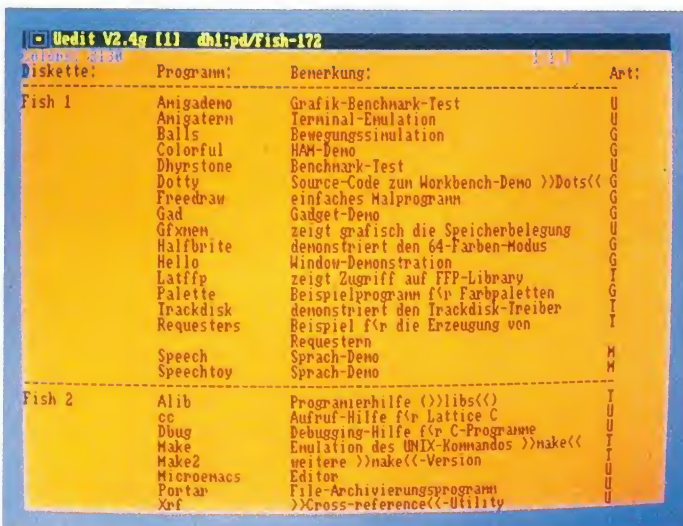 Uedit V2.4g [1] dh1:pd/Fish-172
Diskette: Programm: Bemerkung: Art:
Fish 1 Amigademo Grafik-Benchmark-Test U
Amigaterm Terminal-Emulation U
Balls Bewegungssimulation G
Colorful HAM-Demo G
Dhyrstone Benchmark-Test U
Dotty Source-Code zum Workbench-Demo >>Dots<< G
Freedraw einfaches Malprogramm G
Gad Gadget-Demo G
Gfxmem zeigt grafisch die Speicherbelegung U
Halfbrite demonstriert den 64-Farben-Modus G
Hello Window-Demonstration G
Latffp zeigt Zugriff auf FFP-Library T
Palette Beispielprogramm f<r Farbpaletten G
Trackdisk demonstriert den Trackdisk-Treiber T
Requesters Beispiel f<r die Erzeugung von T
Requestern
Speech Sprach-Demo M
Speechtoy Sprach-Demo M
Fish 2 Alib Programierhilfe (>>libs<<) T
cc Aufruf-Hilfe f<r Lattice C U
Dbug Debugging-Hilfe f<r C-Programme U
Make Emulation des UNIX-Kommandos >>make<< T
Make2 weitere >>make<<-Version T
Microemacs Editor U
Portar File-Archivierungsprogramm U
Xrf >>Cross-reference<<-Utility U